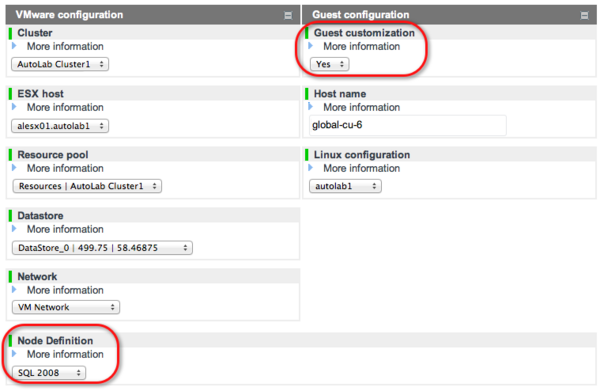 VMware configuration
Cluster
More information
AutoLab Cluster1
ESX host
More information
alesx01.autolab1
Resource pool
More information
Resources | AutoLab Cluster1
Datastore
More information
DataStore_0 | 499.75 | 58.46875
Network
More information
VM Network
Node Definition
More information
SQL 2008
Guest configuration
Guest customization
More information
Yes
Host name
More information
global-cu-6
Linux configuration
More information
autolab1